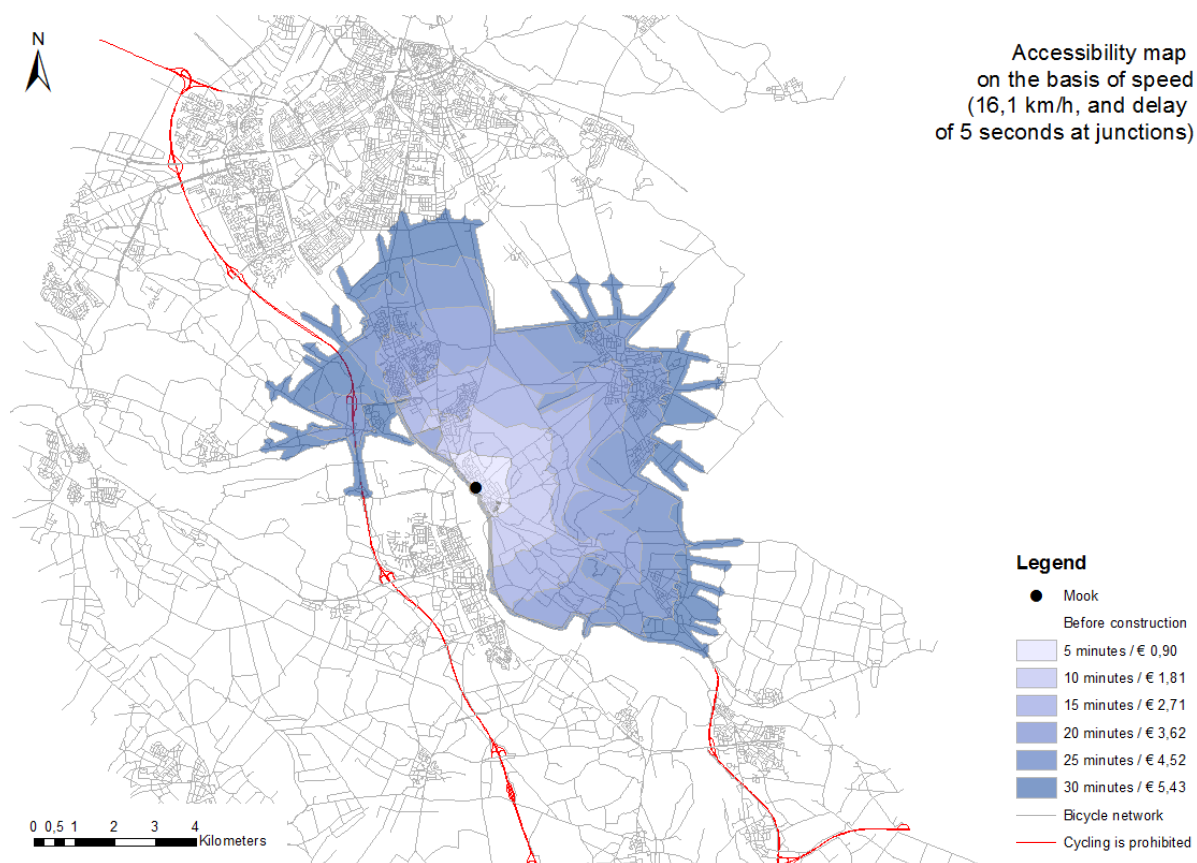 N
Accessibility map
on the basis of speed
(16,1 km/h, and delay
of 5 seconds at junctions)
Legend
Mook
Before construction
5 minutes / € 0,90
10 minutes / € 1,81
15 minutes / € 2,71
20 minutes / € 3,62
25 minutes / € 4,52
30 minutes / € 5,43
Bicycle network
Cycling is prohibited
0 0,5 1 2 3 4
Kilometers